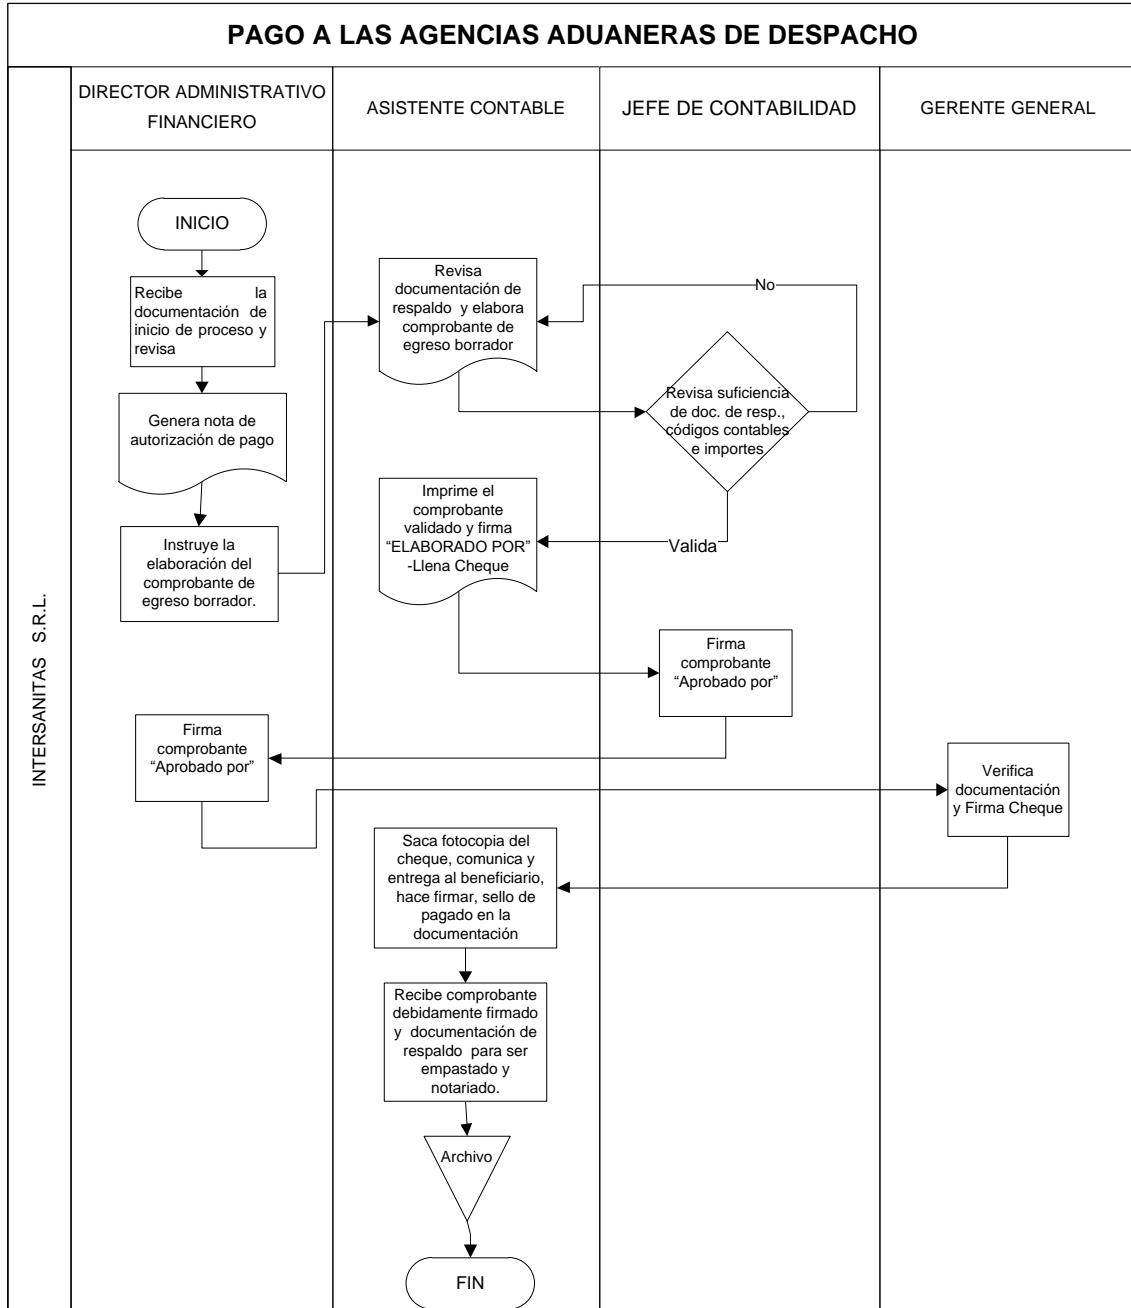 PAGO A LAS AGENCIAS ADUANERAS DE DESPACHO
DIRECTOR ADMINISTRATIVO
FINANCIERO
ASISTENTE CONTABLE
JEFE DE CONTABILIDAD
GERENTE GENERAL
INTERSANITAS S.R.L.
INICIO
Recibe la
documentación de
inicio de proceso y
revisa
Genera nota de
autorización de pago
Instruye la
elaboración del
comprobante de
egreso borrador.
Revisa
documentación de
respaldo y elabora
comprobante de
egreso borrador
No
Revisa suficiencia
de doc. de resp.,
códigos contables
e importes
Valida
Imprime el
comprobante
validado y firma
“ELABORADO POR”
-Llena Cheque
Firma
comprobante
“Aprobado por”
Firma
comprobante
“Aprobado por”
Verifica
documentación
y Firma Cheque
Saca fotocopia del
cheque, comunica y
entrega al beneficiario,
hace firmar, sello de
pagado en la
documentación
Recibe comprobante
debidamente firmado
y documentación de
respaldo para ser
empastado y
notariado.
Archivo
FIN